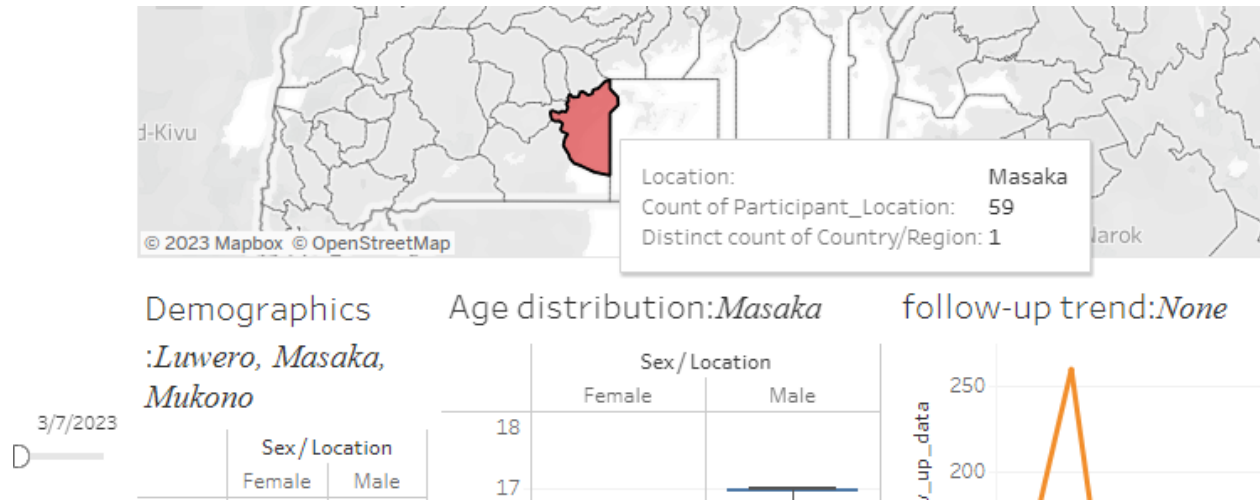 d-Kivu
Location: Masaka
Count of Participant_Location: 59
Distinct count of Country/Region: 1
Narok
© 2023 Mapbox © OpenStreetMap
Demographics
:Luwero, Masaka,
Mukono
Age distribution:Masaka
follow-up trend:None
3/7/2023
Sex / Location
Female Male
Sex / Location
Female Male
18
17
250
200
_up_data